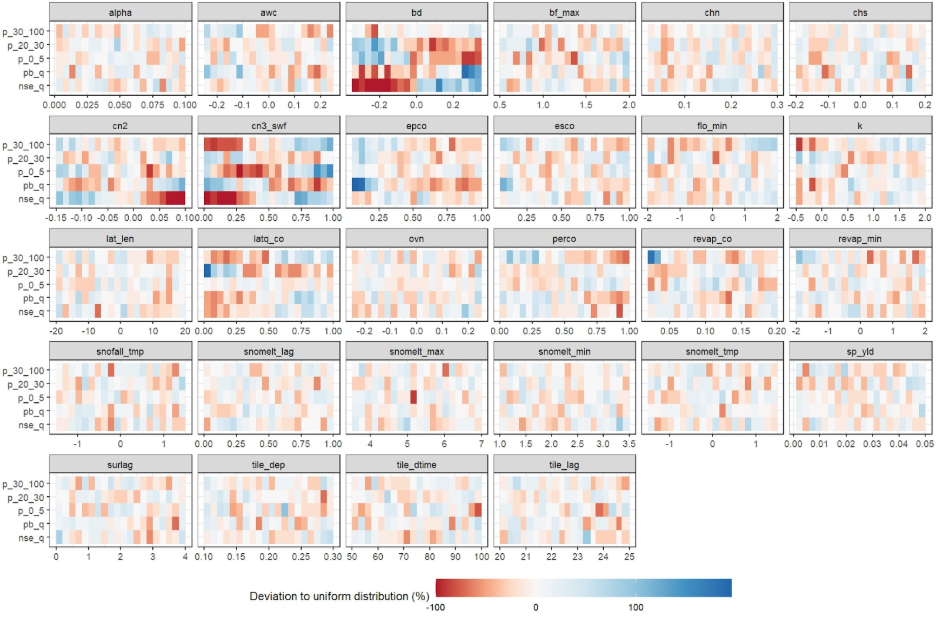 alpha awc bd bf_max chn chs
p_30_100
p_20_30
p_0_5
pb_q
nse_q
0.000 0.025 0.050 0.075 0.100 -0.2 -0.1 0.0 0.1 0.2 -0.2 0.0 0.2 0.5 1.0 1.5 2.0 0.1 0.2 0.3 -0.2 -0.1 0.0 0.1 0.2
cn2 cn3_swf epco esco flo_min k
p_30_100
p_20_30
p_0_5
pb_q
nse_q
-0.15 -0.10 -0.05 0.00 0.05 0.10 0.00 0.25 0.50 0.75 1.00 0.25 0.50 0.75 1.00 0.00 0.25 0.50 0.75 1.00 -2 -1 0 1 2 -0.5 0.0 0.5 1.0 1.5 2.0
lat_len latq_co ovn perco revap_co revap_min
p_30_100
p_20_30
p_0_5
pb_q
nse_q
-20 -10 0 10 20 0.00 0.25 0.50 0.75 1.00 -0.2 -0.1 0.0 0.1 0.2 0.00 0.25 0.50 0.75 1.00 0.05 0.10 0.15 0.20 -2 -1 0 1 2
snofall_tmp snomelt_lag snomelt_max snomelt_min snomelt_tmp sp_yld
p_30_100
p_20_30
p_0_5
pb_q
nse_q
-1 0 1 0.00 0.25 0.50 0.75 1.00 4 5 6 7 1.0 1.5 2.0 2.5 3.0 3.5 -1 0 1 0.00 0.01 0.02 0.03 0.04 0.05
surlag tile_dep tile_dtime tile_lag
p_30_100
p_20_30
p_0_5
pb_q
nse_q
0 1 2 3 4 0.10 0.15 0.20 0.25 0.30 50 60 70 80 90 100 20 21 22 23 24 25
Deviation to uniform distribution (%)
-100 0 100